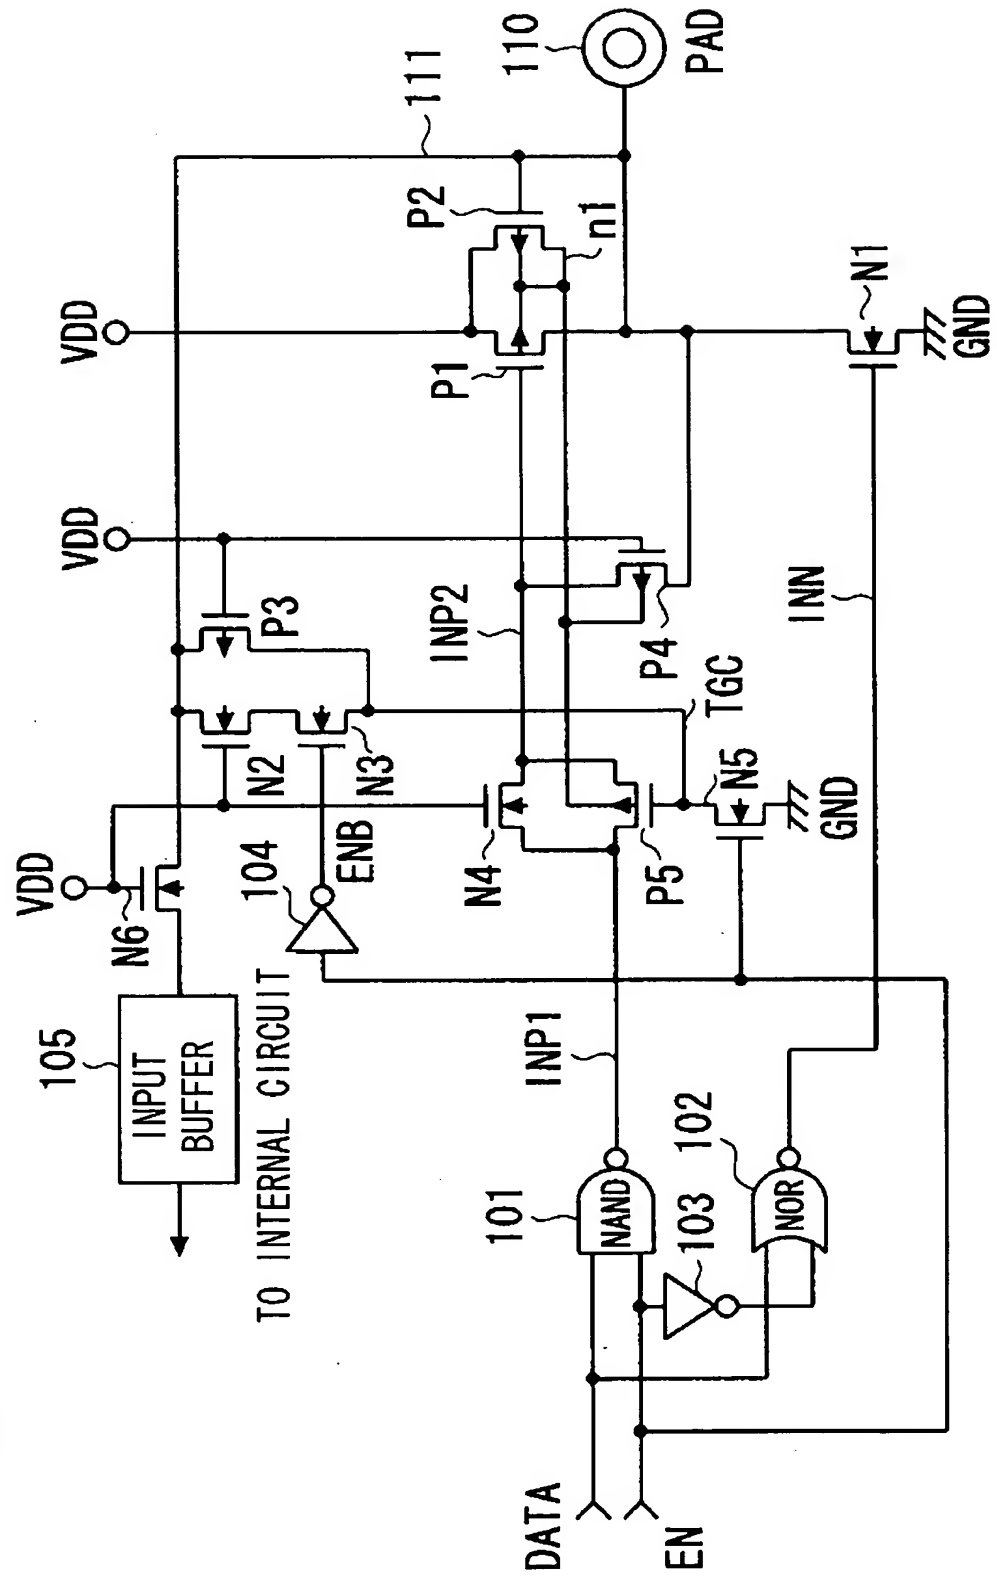 105
INPUT
BUFFER
TO INTERNAL CIRCUIT
VDD
N6
104
ENB
N2
N3
P3
VDD
VDD
111
110
PAD
P2
n1
P1
INP2
N4
P5
P4
TGC
N5
GND
INN
N1
GND
INP1
101
NAND
103
102
NOR
DATA
EN